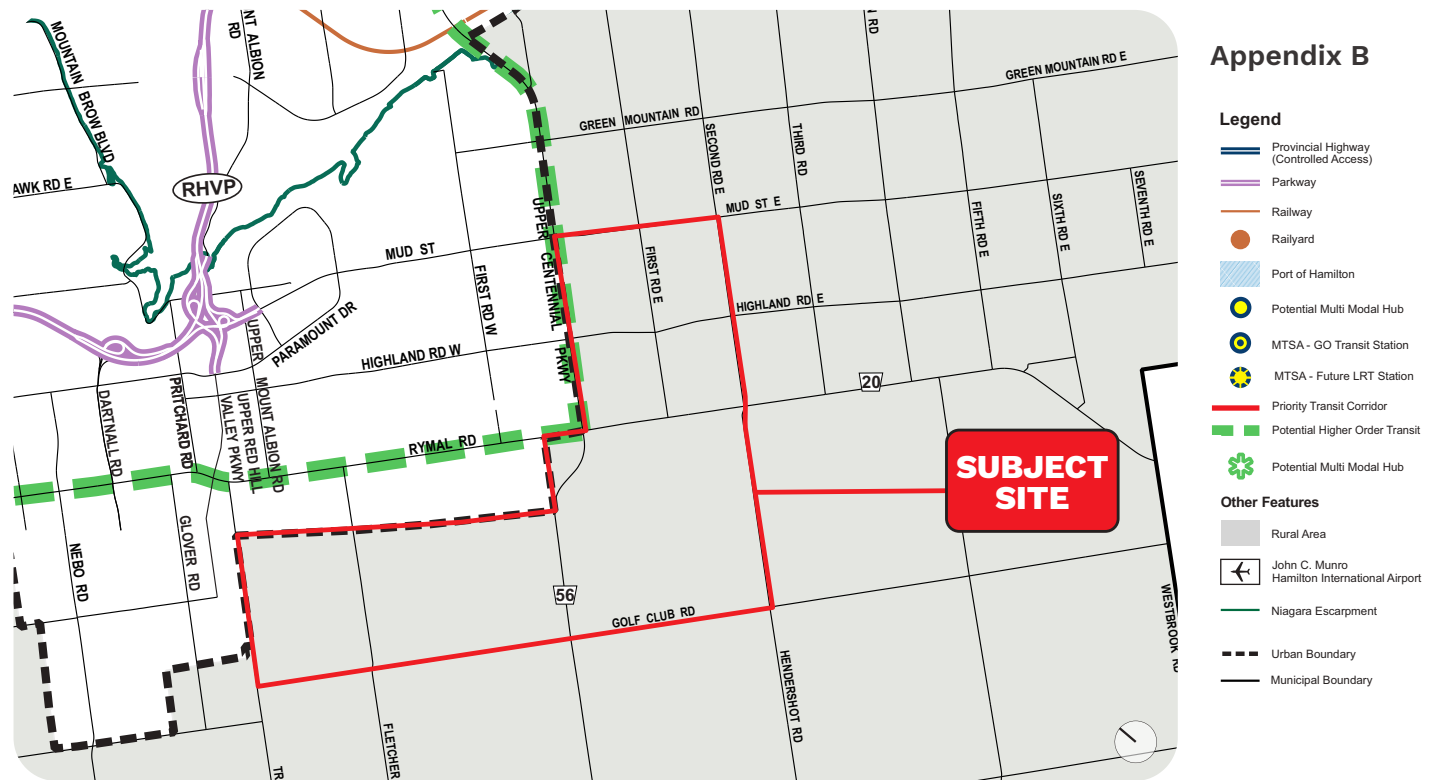 MOUNTAIN BROW BLVD
NT ALBION
RD
N RD
GREEN MOUNTAIN RD E
GREEN MOUNTAIN RD
SECOND RD E
THIRD RD
AWK RD E
RHVP
UPPER CENTENNIAL PKWY
MUD ST E
FIFTH RD E
SIXTH RD E
SEVENTH RD E
MUD ST
FIRST RD W
FIRST RD E
HIGHLAND RD E
PARAMOUNT DR
HIGHLAND RD W
20
UPPER MOUNT ALBION RD
DARTNALL RD
PRITCHARD RD
UPPER RED HILL
VALLEY PKWY
RYMAL RD
SUBJECT
SITE
GLOVER RD
NEBO RD
56
GOLF CLUB RD
WESTBROOK RD
HENDERSHOT RD
FLETCHER
TR
Appendix B
Legend
Provincial Highway
(Controlled Access)
Parkway
Railway
Railyard
Port of Hamilton
Potential Multi Modal Hub
MTSA - GO Transit Station
MTSA - Future LRT Station
Priority Transit Corridor
Potential Higher Order Transit
Potential Multi Modal Hub
Other Features
Rural Area
John C. Munro
Hamilton International Airport
Niagara Escarpment
Urban Boundary
Municipal Boundary